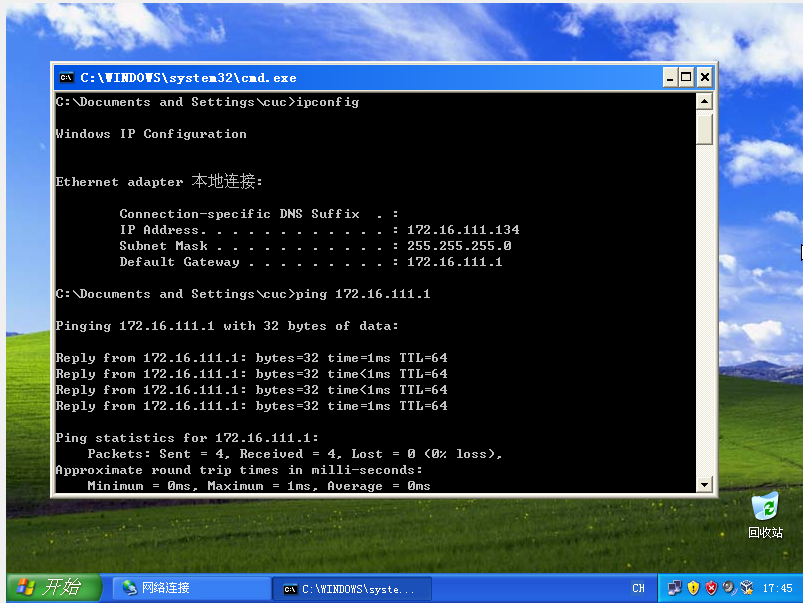 C:\WINDOWS\system32\cmd.exe
C:\Documents and Settings\cuc>ipconfig
Windows IP Configuration
Ethernet adapter 本地连接:
Connection-specific DNS Suffix  . :
IP Address. . . . . . . . . . . . : 172.16.111.134
Subnet Mask . . . . . . . . . . . : 255.255.255.0
Default Gateway . . . . . . . . . : 172.16.111.1
C:\Documents and Settings\cuc>ping 172.16.111.1
Pinging 172.16.111.1 with 32 bytes of data:
Reply from 172.16.111.1: bytes=32 time=1ms TTL=64
Reply from 172.16.111.1: bytes=32 time<1ms TTL=64
Reply from 172.16.111.1: bytes=32 time<1ms TTL=64
Reply from 172.16.111.1: bytes=32 time=1ms TTL=64
Ping statistics for 172.16.111.1:
Packets: Sent = 4, Received = 4, Lost = 0 (0% loss),
Approximate round trip times in milli-seconds:
Minimum = 0ms, Maximum = 1ms, Average = 0ms
回收站
开始 网络连接 C:\WINDOWS\syste... CH 17:45